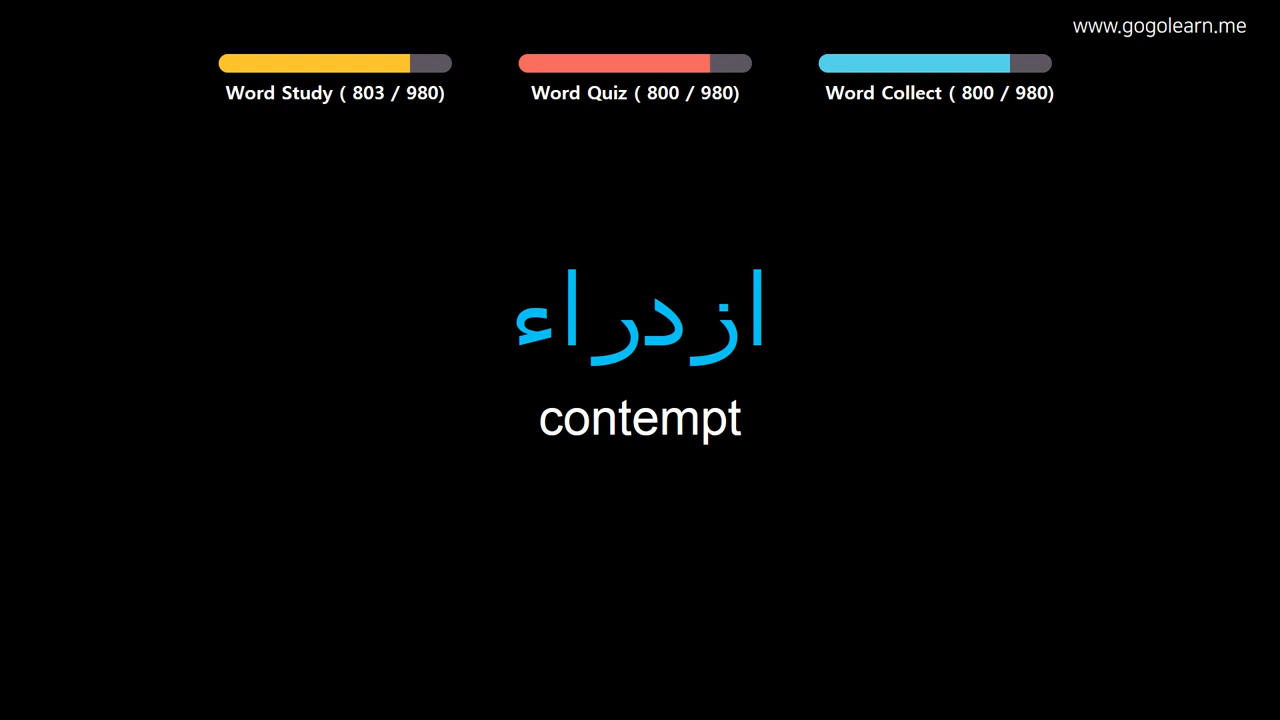 www.gogolearn.me
Word Study ( 803 / 980)
Word Quiz ( 800 / 980)
Word Collect ( 800 / 980)
ازدراء
contempt